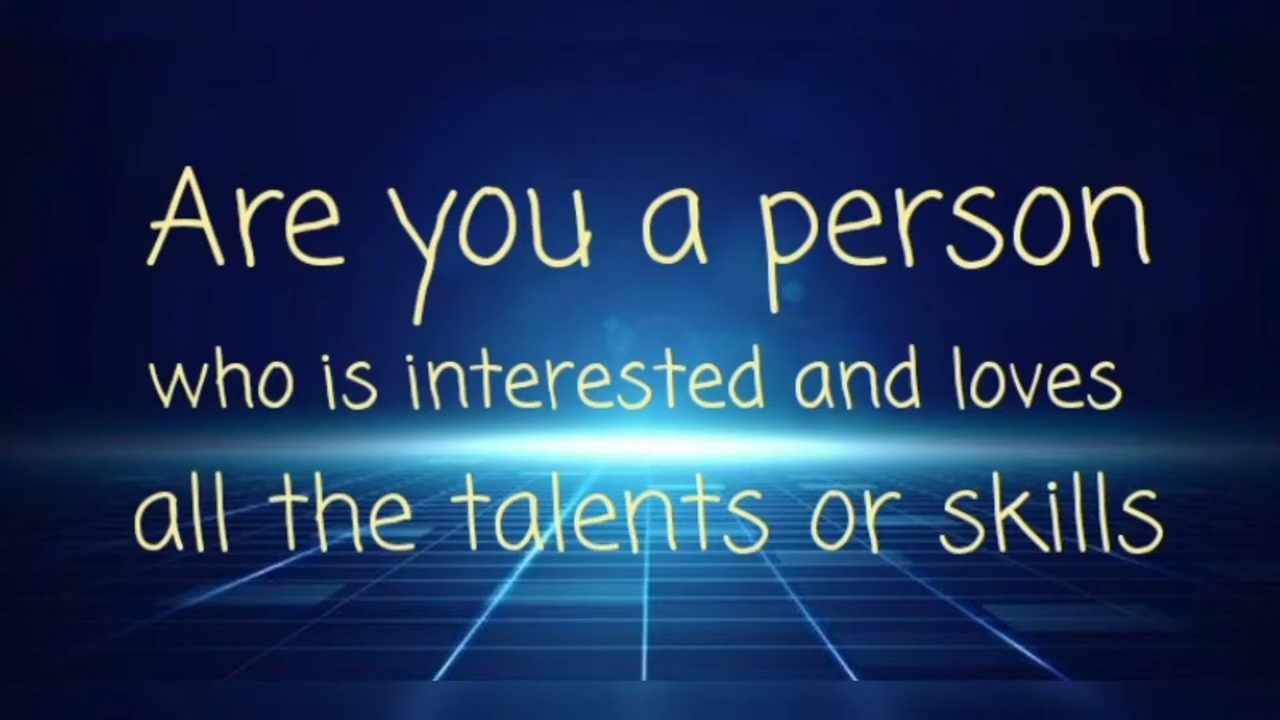 Are you a person
who is interested and loves
all the talents or skills